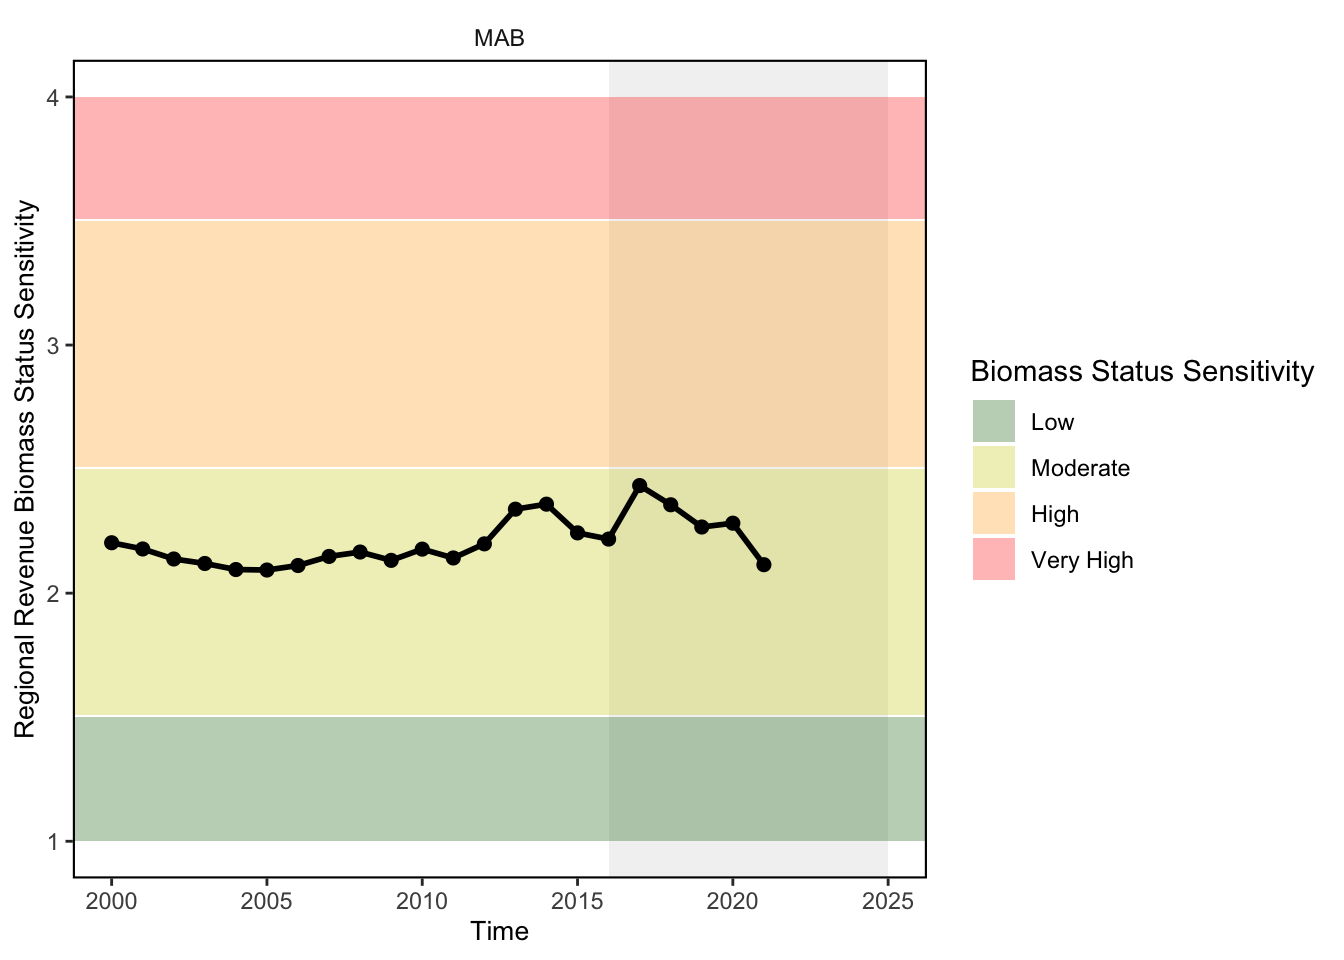 MAB
Regional Revenue Biomass Status Sensitivity
4
3
2
1
2000
2005
2010
2015
2020
2025
Time
Biomass Status Sensitivity
Low
Moderate
High
Very High